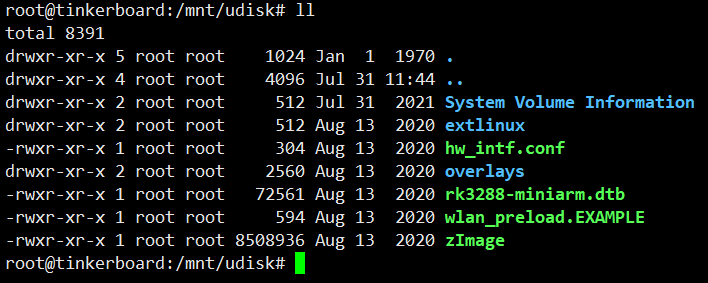 root@tinkerboard:/mnt/udisk# ll
total 8391
drwxr-xr-x 5 root root    1024 Jan  1  1970 .
drwxr-xr-x 4 root root    4096 Jul 31 11:44 ..
drwxr-xr-x 2 root root     512 Jul 31  2021 System Volume Information
drwxr-xr-x 2 root root     512 Aug 13  2020 extlinux
-rwxr-xr-x 1 root root     304 Aug 13  2020 hw_intf.conf
drwxr-xr-x 2 root root    2560 Aug 13  2020 overlays
-rwxr-xr-x 1 root root   72561 Aug 13  2020 rk3288-miniarm.dtb
-rwxr-xr-x 1 root root     594 Aug 13  2020 wlan_preload.EXAMPLE
-rwxr-xr-x 1 root root 8508936 Aug 13  2020 zImage
root@tinkerboard:/mnt/udisk#